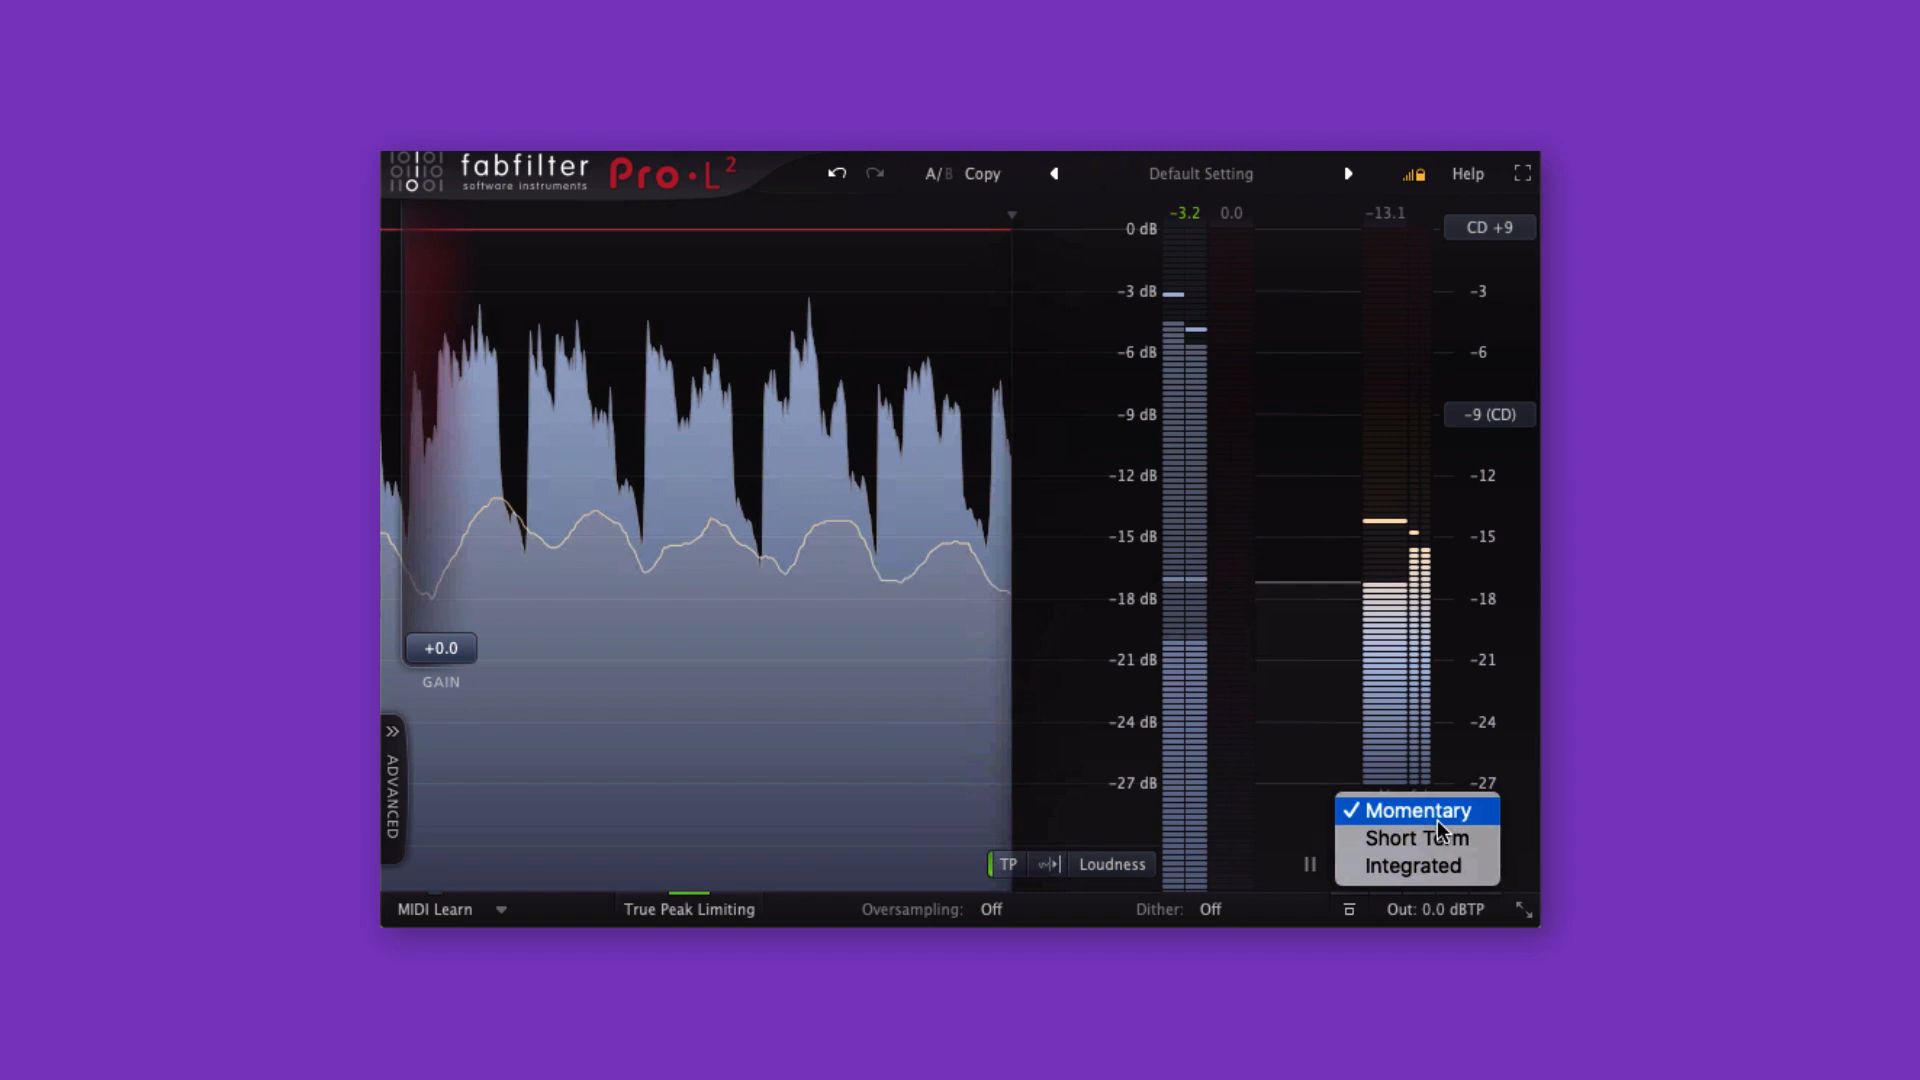 fabfilter
software instruments
Pro·L²
A/B Copy
Default Setting
Help
-3.2 0.0
-13.1
0 dB
CD +9
-3 dB
-3
-6 dB
-6
-9 dB
-9 (CD)
-12 dB
-12
-15 dB
-15
-18 dB
-18
-21 dB
-21
-24 dB
-24
-27 dB
-27
+0.0
GAIN
ADVANCED
Momentary
Short Term
Integrated
TP
Loudness
MIDI Learn
True Peak Limiting
Oversampling: Off
Dither: Off
Out: 0.0 dBTP